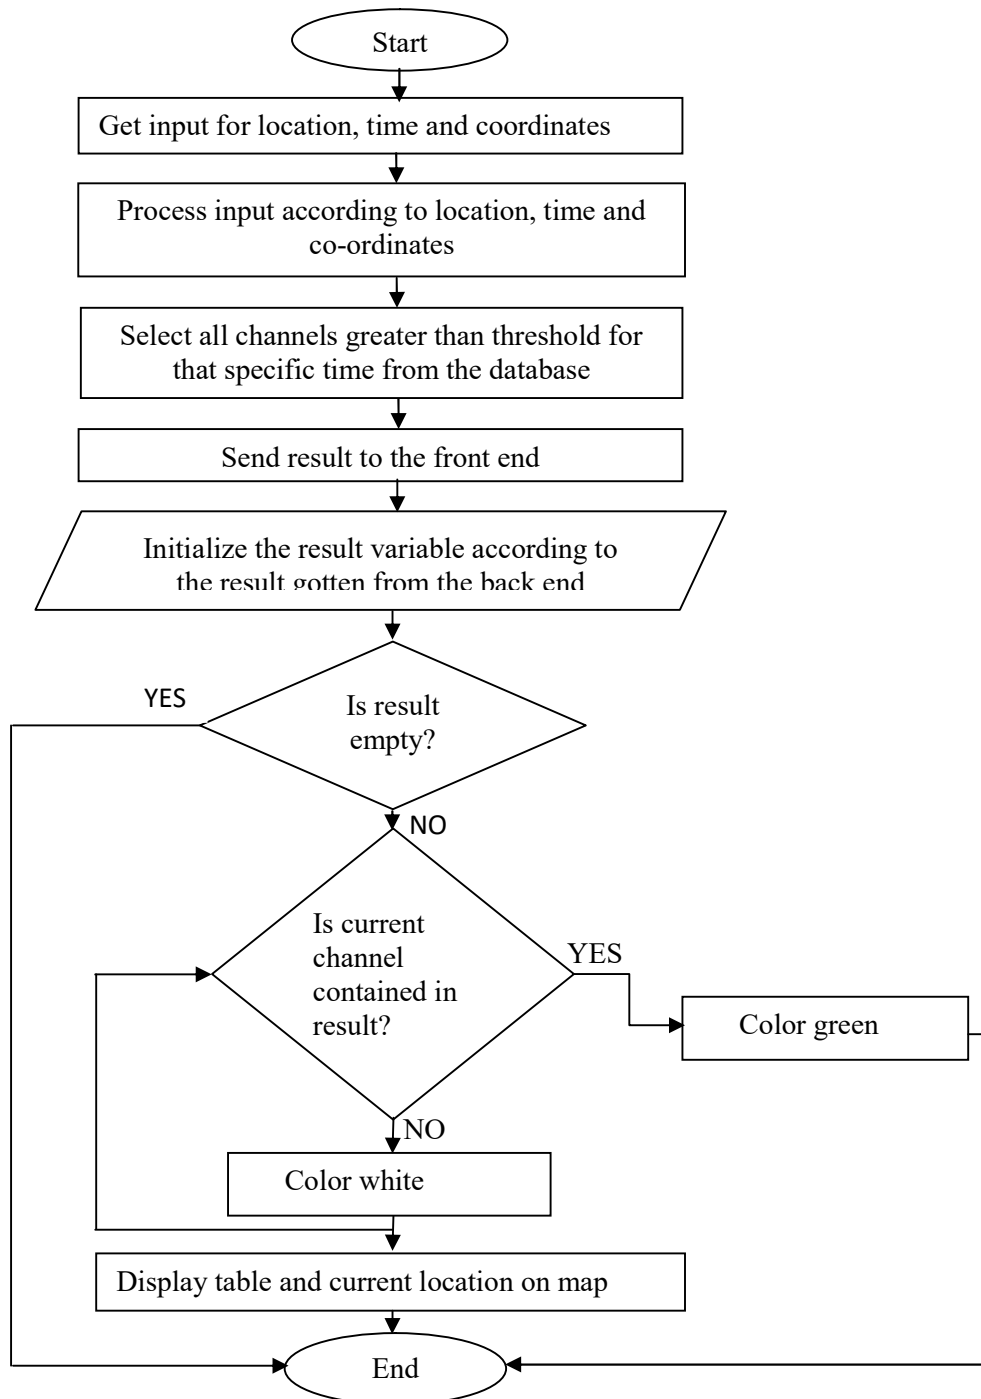 Start
Get input for location, time and coordinates
Process input according to location, time and
co-ordinates
Select all channels greater than threshold for
that specific time from the database
Send result to the front end
Initialize the result variable according to
the result gotten from the back end
YES
Is result
empty?
NO
Is current
channel
contained in
result?
YES
Color green
NO
Color white
Display table and current location on map
End